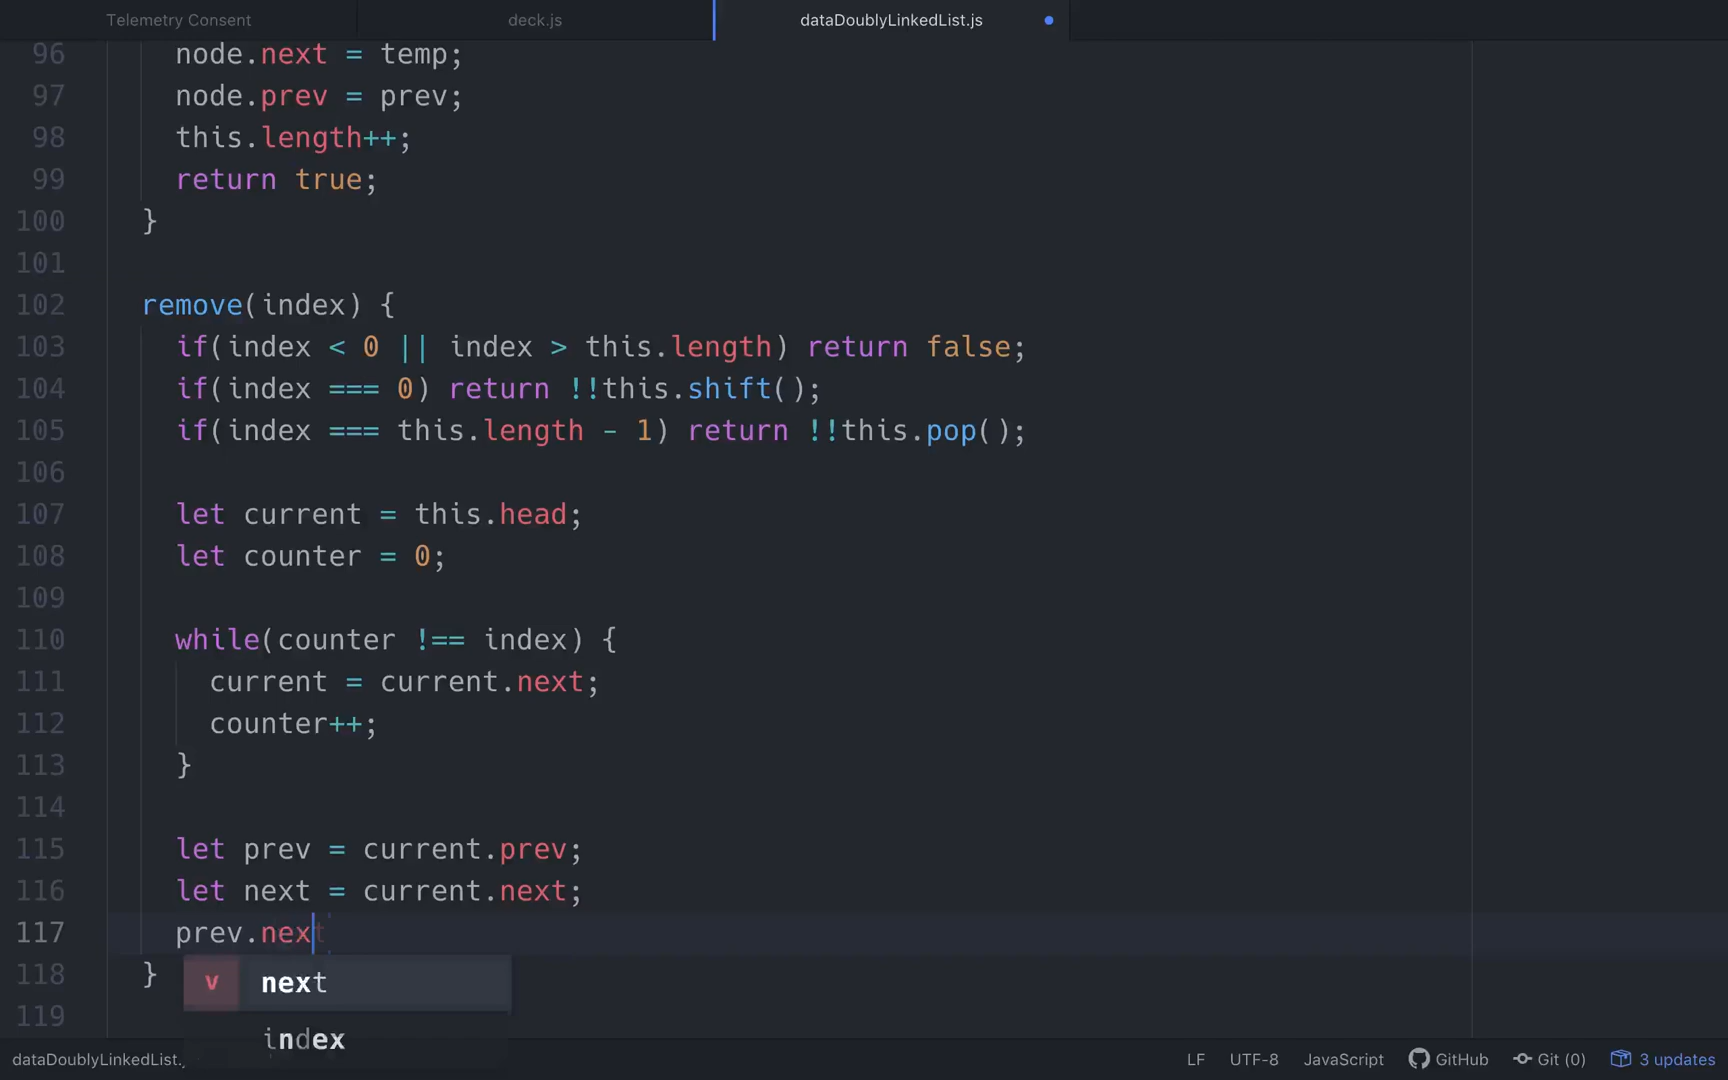 Telemetry Consent deck.js dataDoublyLinkedList.js
96 node.next = temp;
97 node.prev = prev;
98 this.length++;
99 return true;
100 }
101
102 remove(index) {
103 if(index < 0 || index > this.length) return false;
104 if(index === 0) return !!this.shift();
105 if(index === this.length - 1) return !!this.pop();
106
107 let current = this.head;
108 let counter = 0;
109
110 while(counter !== index) {
111 current = current.next;
112 counter++;
113 }
114
115 let prev = current.prev;
116 let next = current.next;
117 prev.next
118 }
v next
119
index
dataDoublyLinkedList. LF UTF-8 JavaScript GitHub Git (0) 3 updates